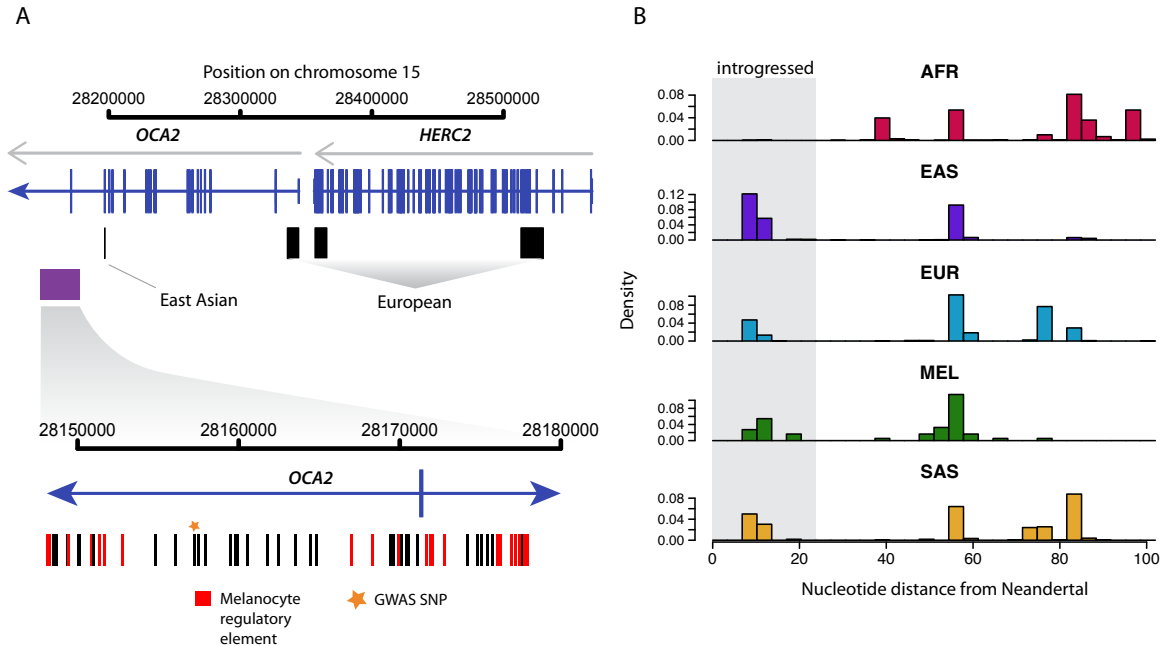 A
Position on chromosome 15
28200000 28300000 28400000 28500000
OCA2 HERC2
East Asian
European
28150000 28160000 28170000 28180000
OCA2
Melanocyte
regulatory
element
GWAS SNP
B
introgressed
AFR
0.08
0.04
0.00
EAS
0.12
0.08
0.04
0.00
EUR
0.08
0.04
0.00
MEL
0.08
0.04
0.00
SAS
0.08
0.04
0.00
0 20 40 60 80 100
Density
Nucleotide distance from Neandertal